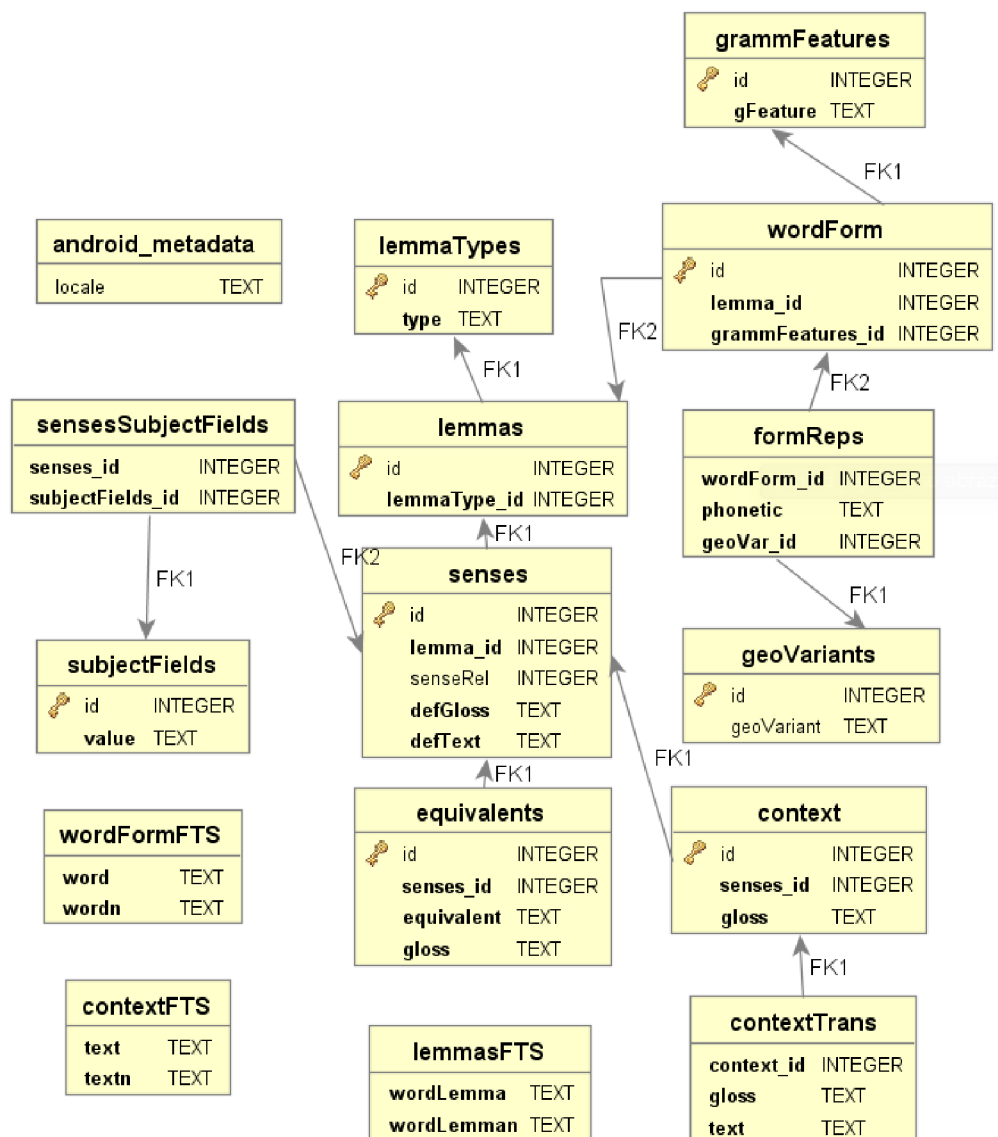 grammFeatures
id INTEGER
gFeature TEXT
FK1
wordForm
id INTEGER
lemma_id INTEGER
grammFeatures_id INTEGER
android_metadata
locale TEXT
lemmaTypes
id INTEGER
type TEXT
FK2
FK1
FK2
sensesSubjectFields
senses_id INTEGER
subjectFields_id INTEGER
lemmas
id INTEGER
lemmaType_id INTEGER
formReps
wordForm_id INTEGER
phonetic TEXT
geoVar_id INTEGER
FK1
FK2
FK1
FK1
senses
id INTEGER
lemma_id INTEGER
senseRel INTEGER
defGloss TEXT
defText TEXT
subjectFields
id INTEGER
value TEXT
geoVariants
id INTEGER
geoVariant TEXT
FK1
FK1
wordFormFTS
word TEXT
wordn TEXT
equivalents
id INTEGER
senses_id INTEGER
equivalent TEXT
gloss TEXT
context
id INTEGER
senses_id INTEGER
gloss TEXT
FK1
contextFTS
text TEXT
textn TEXT
lemmasFTS
wordLemma TEXT
wordLemman TEXT
contextTrans
context_id INTEGER
gloss TEXT
text TEXT